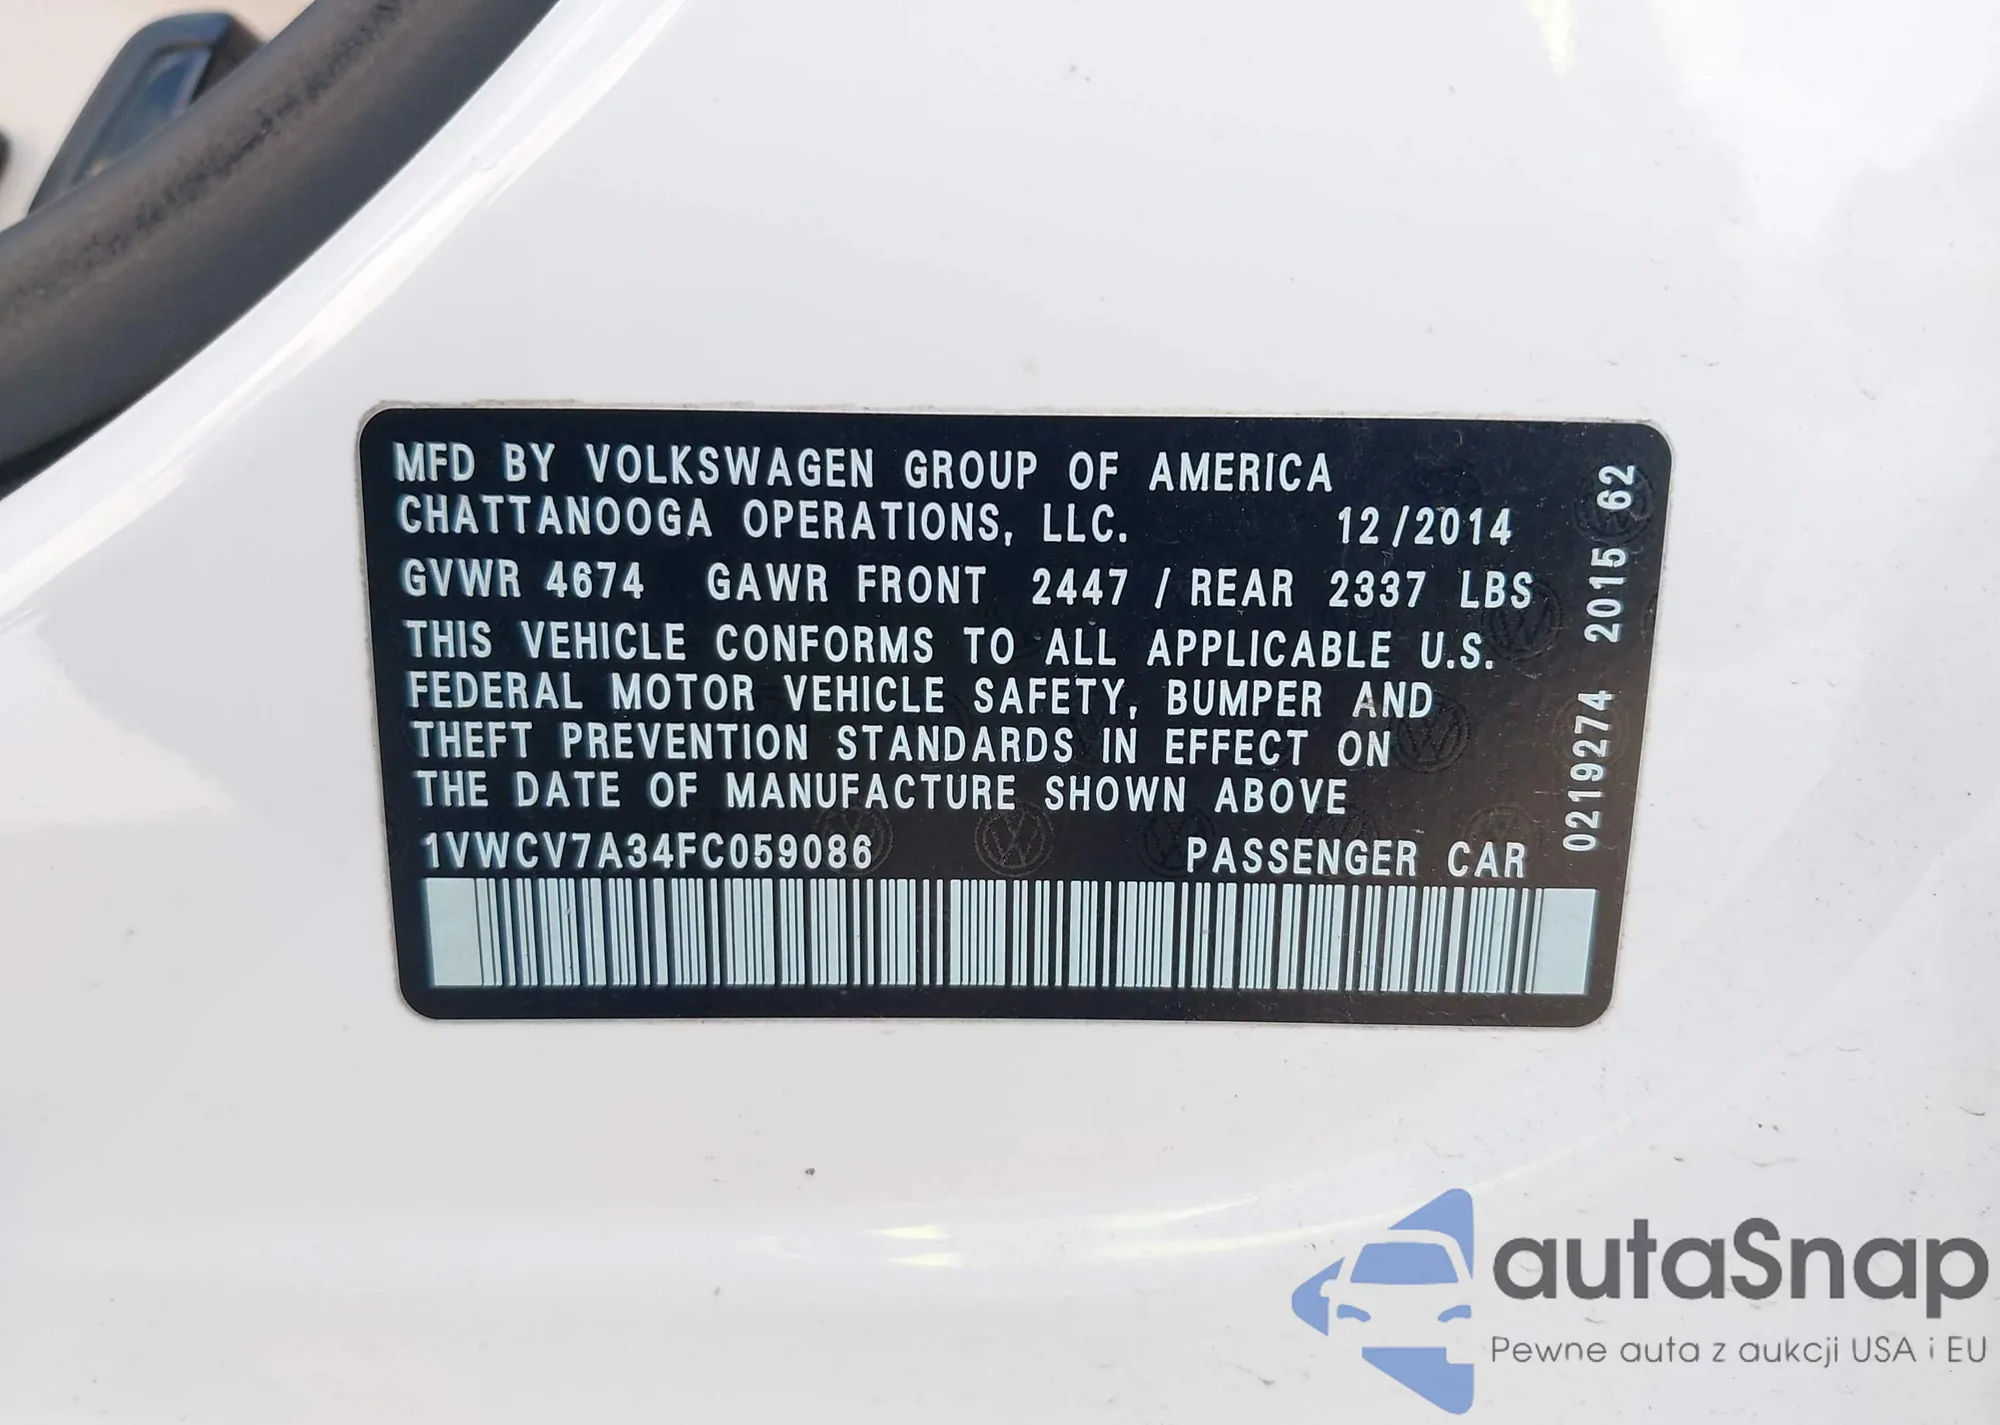 MFD BY VOLKSWAGEN GROUP OF AMERICA
CHATTANOOGA OPERATIONS, LLC. 12/2014
GVWR 4674 GAWR FRONT 2447 / REAR 2337 LBS
THIS VEHICLE CONFORMS TO ALL APPLICABLE U.S.
FEDERAL MOTOR VEHICLE SAFETY, BUMPER AND
THEFT PREVENTION STANDARDS IN EFFECT ON
THE DATE OF MANUFACTURE SHOWN ABOVE
1VWCV7A34FC059086 PASSENGER CAR
0219274 2015 62
autaSnap
Pewne auta z aukcji USA i EU